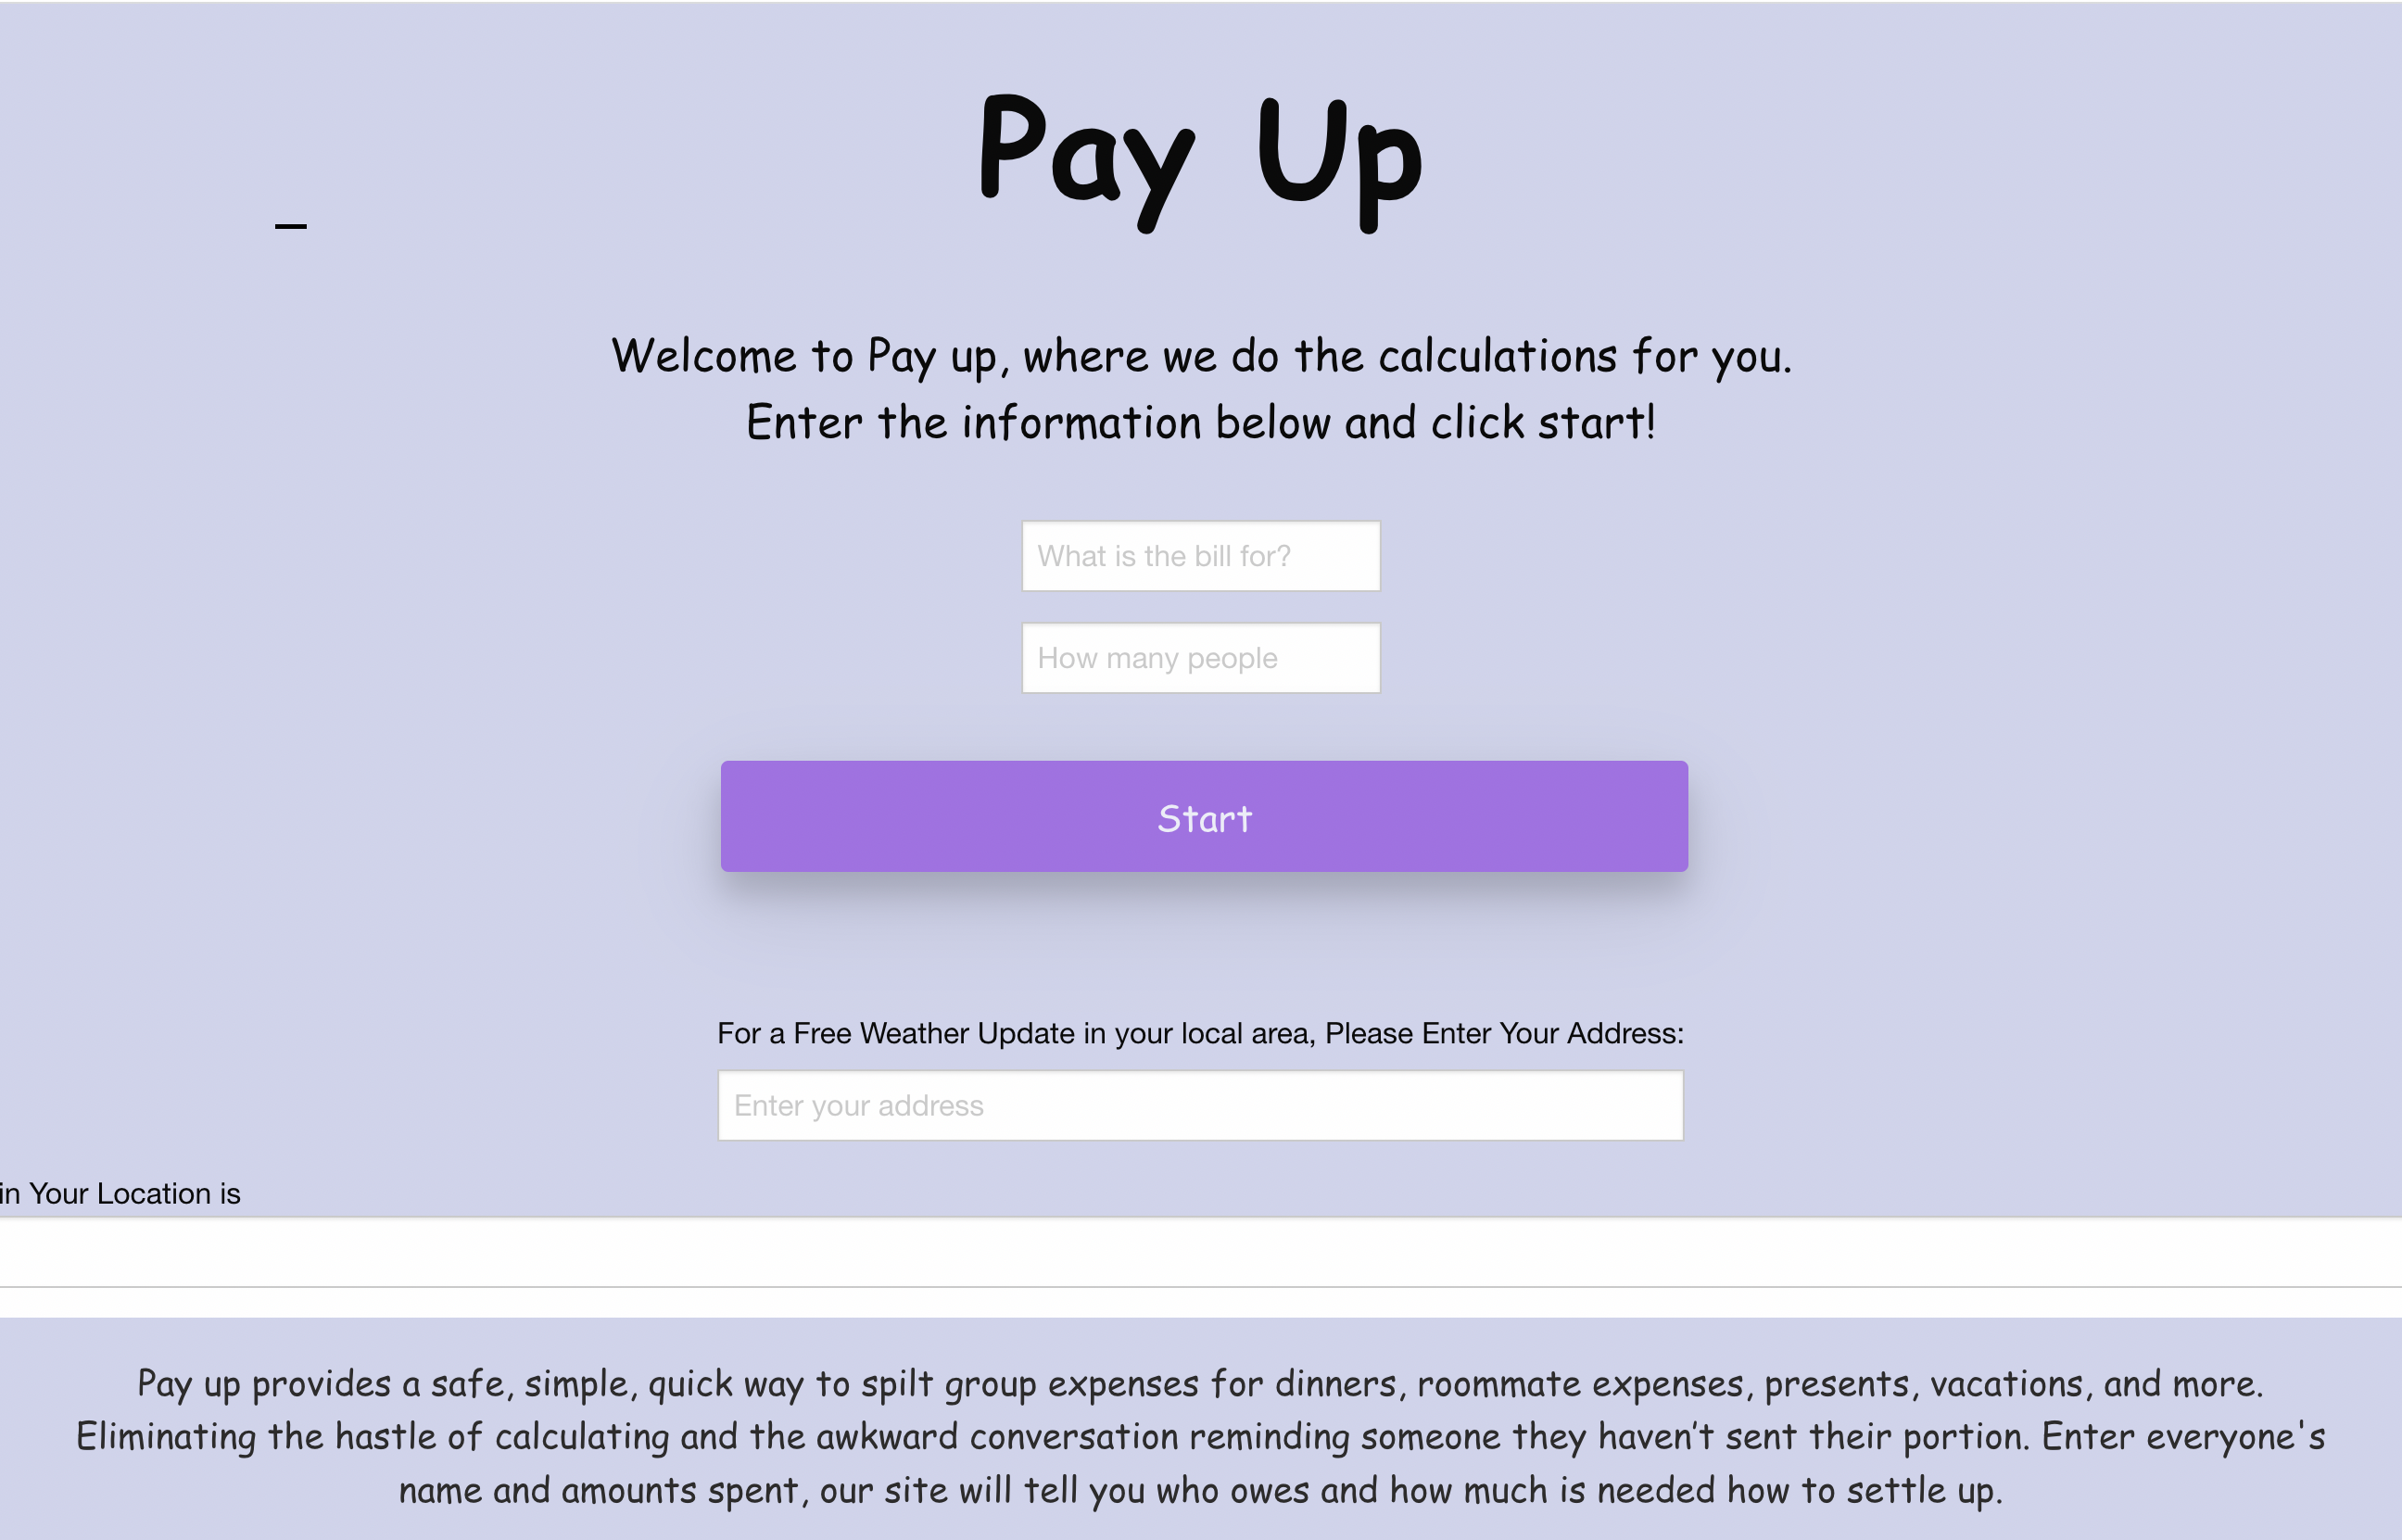 Pay Up
Welcome to Pay up, where we do the calculations for you.
Enter the information below and click start!
What is the bill for?
How many people
Start
For a Free Weather Update in your local area, Please Enter Your Address:
Enter your address
in Your Location is
Pay up provides a safe, simple, quick way to spilt group expenses for dinners, roommate expenses, presents, vacations, and more.
Eliminating the hastle of calculating and the awkward conversation reminding someone they haven't sent their portion. Enter everyone's
name and amounts spent, our site will tell you who owes and how much is needed how to settle up.